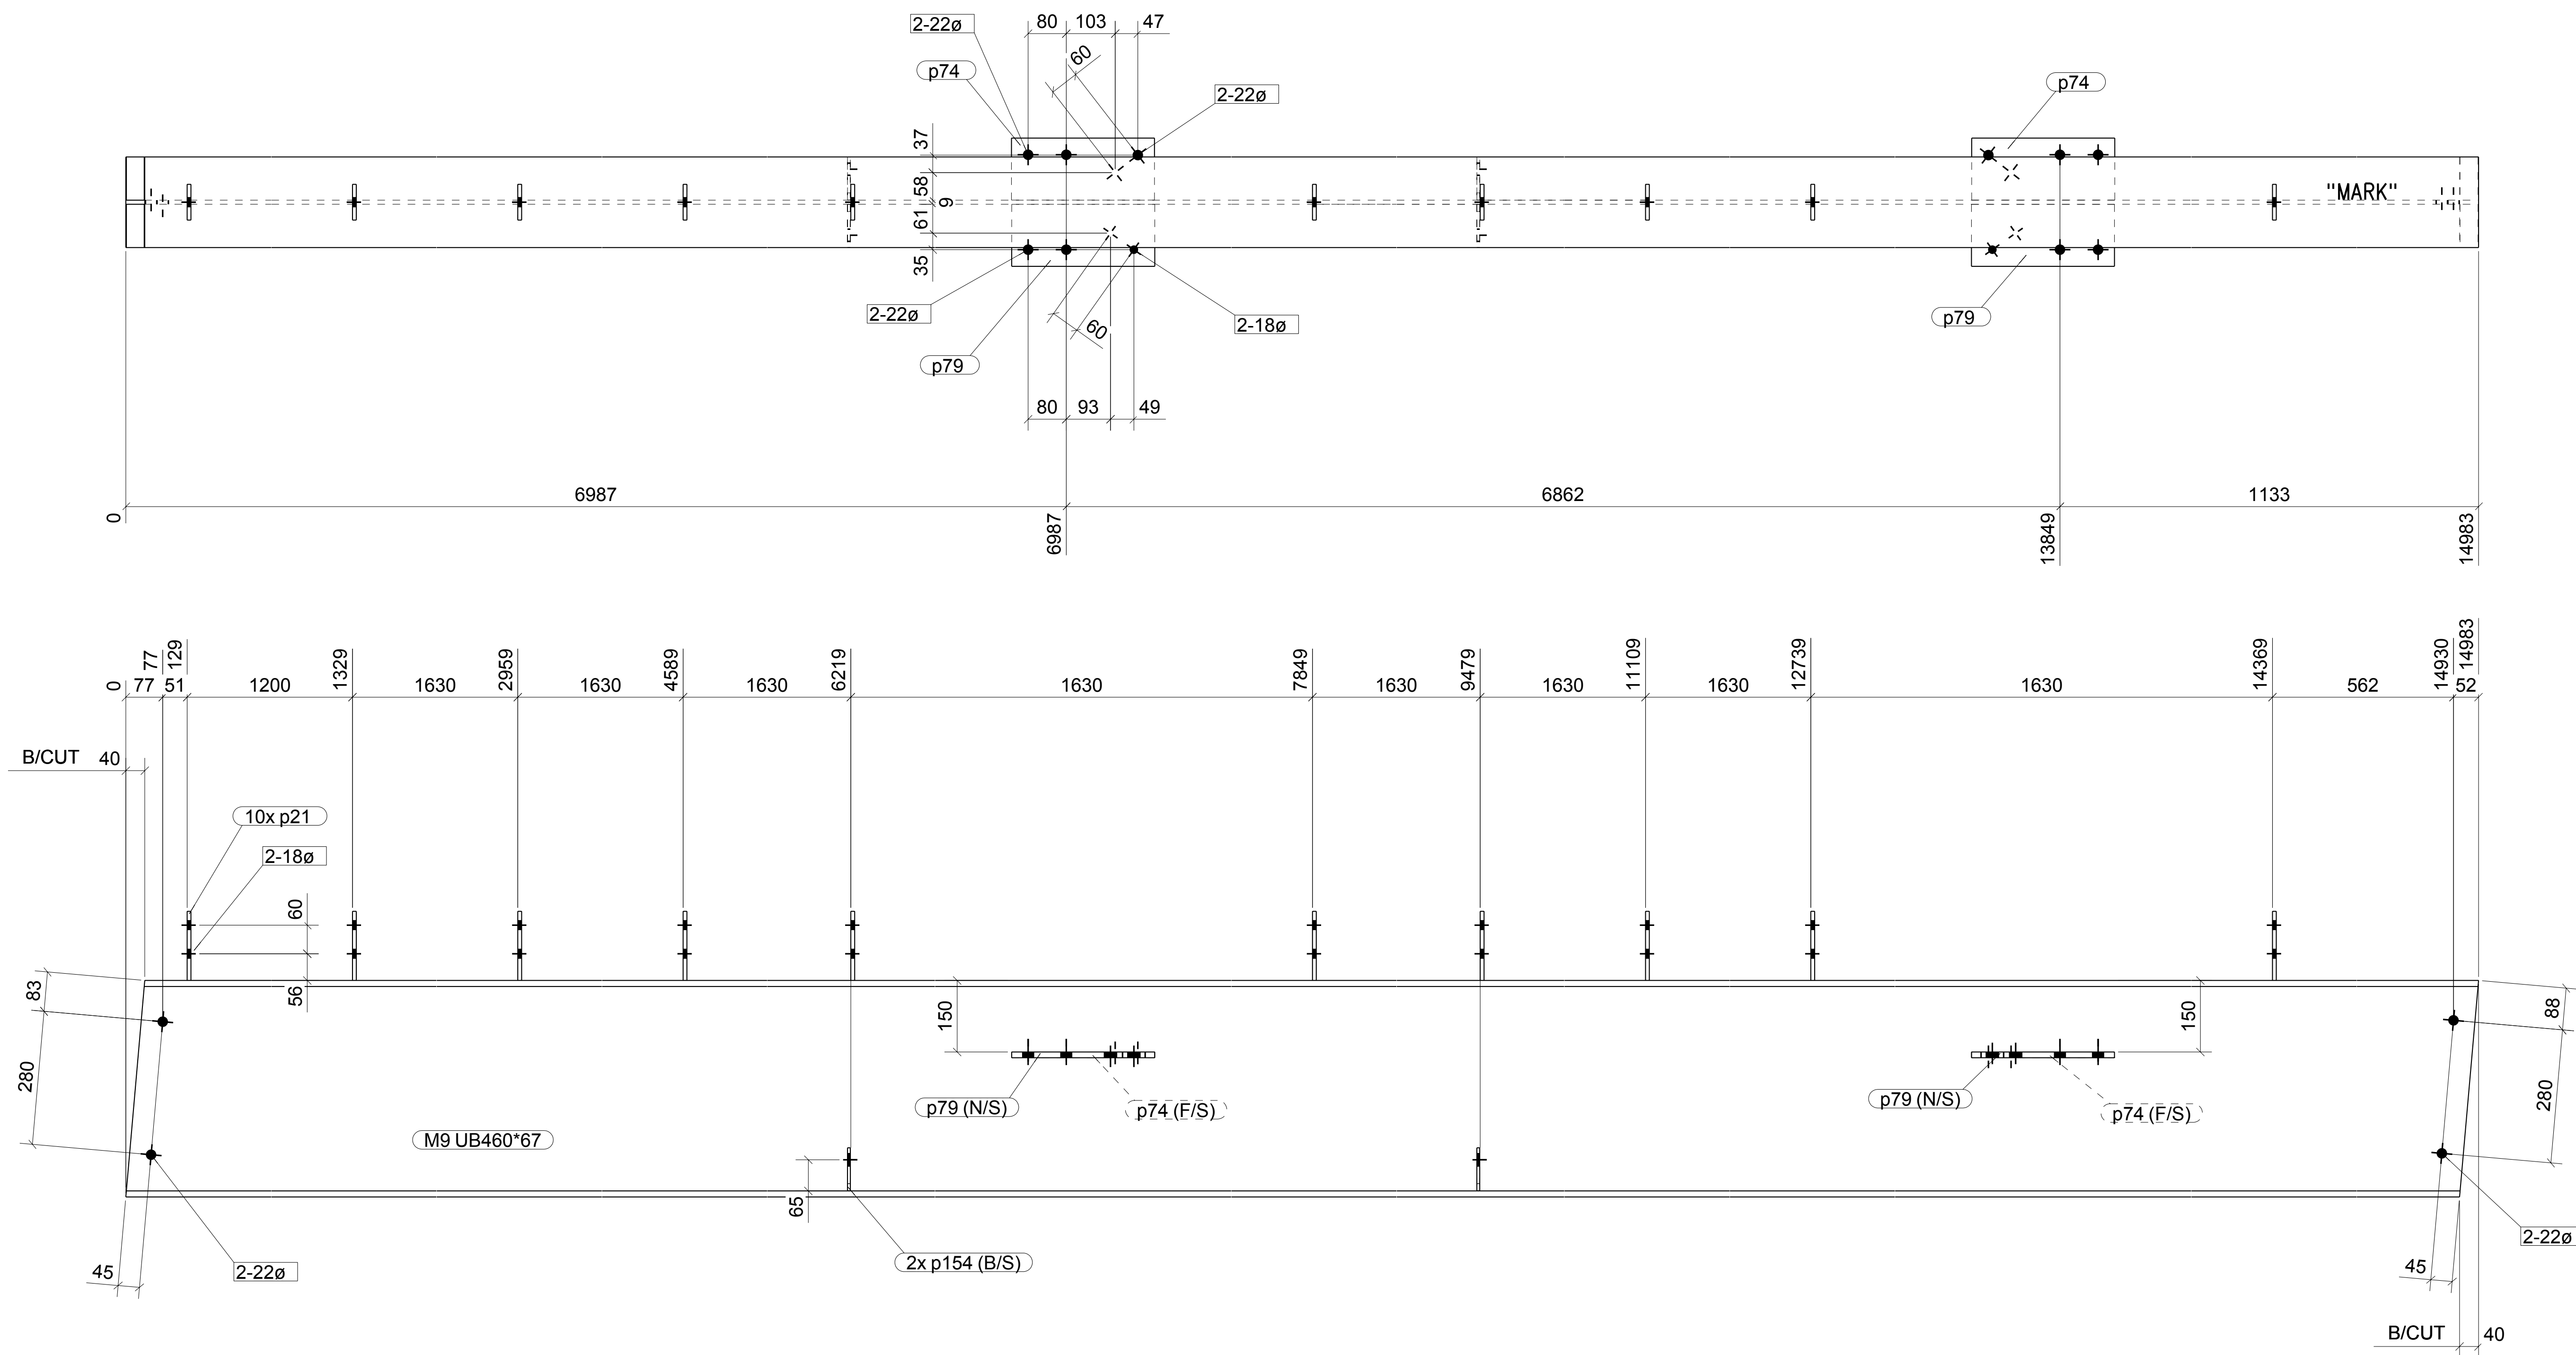 2-22ø
80 103 47
p74
60
2-22ø
p74
37
58
9
61
35
"MARK"
2-22ø
60
2-18ø
p79
p79
80 93 49
6987 6862 1133
0 6987 13849 14983
0 77 129 1329 2959 4589 6219 7849 9479 11109 12739 14369 14930 14983
77 51 1200 1630 1630 1630 1630 1630 1630 1630 1630 562 52
B/CUT 40
10x p21
2-18ø
60
56
83
280
150
150
88
280
p79 (N/S)
p74 (F/S)
p79 (N/S)
p74 (F/S)
M9 UB460*67
65
2x p154 (B/S)
2-22ø
45
2-22ø
45
B/CUT 40